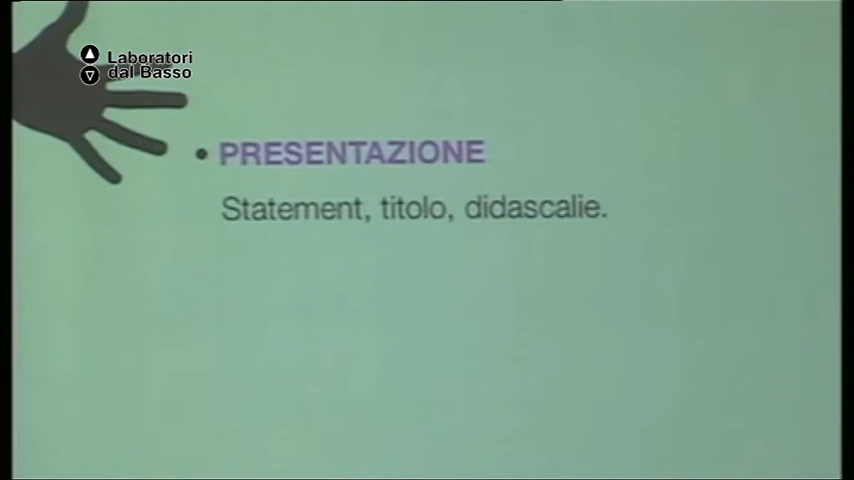 Laboratori
dal Basso
• PRESENTAZIONE
Statement, titolo, didascalie.